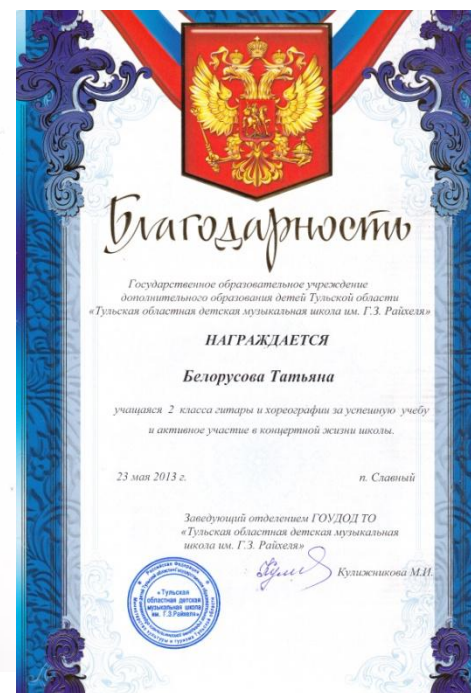 Благодарность
Государственное образовательное учреждение
дополнительного образования детей Тульской области
«Тульская областная детская музыкальная школа им. Г.З. Райхеля»
НАГРАЖДАЕТСЯ
Белорусова Татьяна
учащаяся 2 класса гитары и хореографии за успешную учебу
и активное участие в концертной жизни школы.
23 мая 2013 г. п. Славный
Заведующий отделением ГОУДОД ТО
«Тульская областная детская музыкальная
школа им. Г.З. Райхеля»
Кулижникова М.И.
Российская Федерация
«Тульская
областная детская
музыкальная школа
им. Г.З.Райхеля»